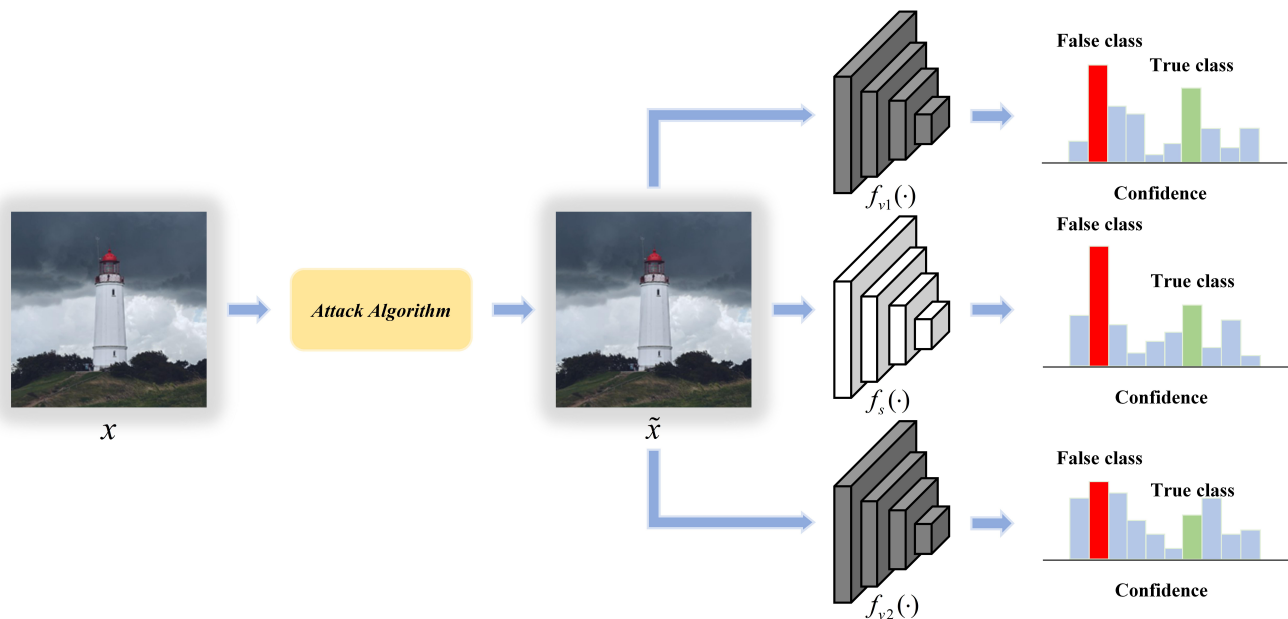 False class
True class
Confidence
f_{v1}(·)
x
Attack Algorithm
x̃
False class
True class
Confidence
f_s(·)
False class
True class
Confidence
f_{v2}(·)